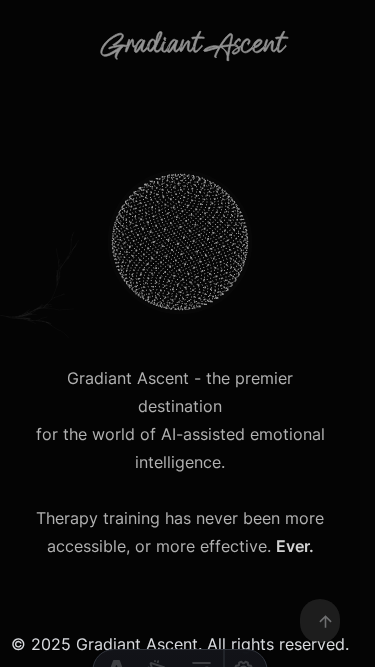 Gradiant Ascent
Gradiant Ascent - the premier
destination
for the world of AI-assisted emotional
intelligence.
Therapy training has never been more
accessible, or more effective. Ever.
© 2025 Gradiant Ascent. All rights reserved.